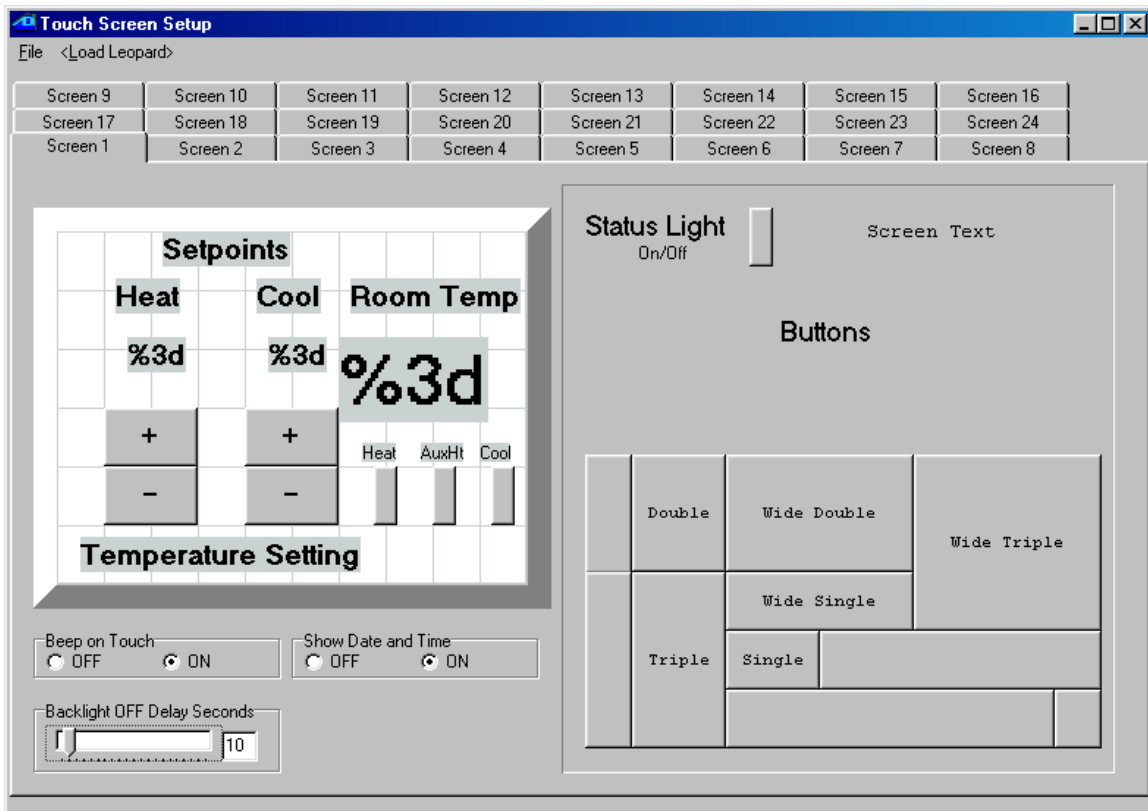 Touch Screen Setup
File <Load Leopard>
Screen 9 Screen 10 Screen 11 Screen 12 Screen 13 Screen 14 Screen 15 Screen 16
Screen 17 Screen 18 Screen 19 Screen 20 Screen 21 Screen 22 Screen 23 Screen 24
Screen 1 Screen 2 Screen 3 Screen 4 Screen 5 Screen 6 Screen 7 Screen 8
Setpoints
Heat Cool Room Temp
%3d %3d %3d
+ +
Heat AuxHt Cool
- -
Temperature Setting
Beep on Touch
OFF ON
Show Date and Time
OFF ON
Backlight OFF Delay Seconds
10
Status Light
On/Off
Screen Text
Buttons
Double Wide Double
Wide Triple
Wide Single
Triple Single